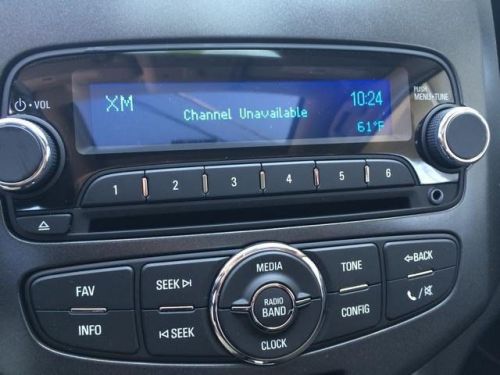 XM
Channel Unavailable
10:24
61°F
VOL
PUSH
MENU•TUNE
1 2 3 4 5 6
FAV
INFO
SEEK
SEEK
MEDIA
RADIO
BAND
CLOCK
TONE
CONFIG
BACK